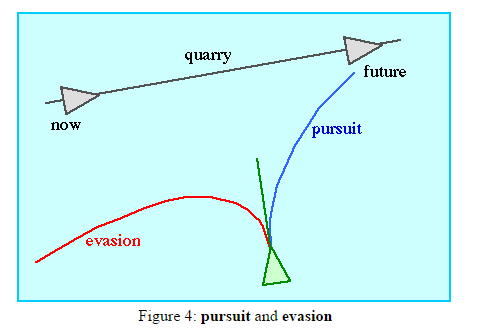 quarry
future
now
pursuit
evasion
Figure 4: pursuit and evasion